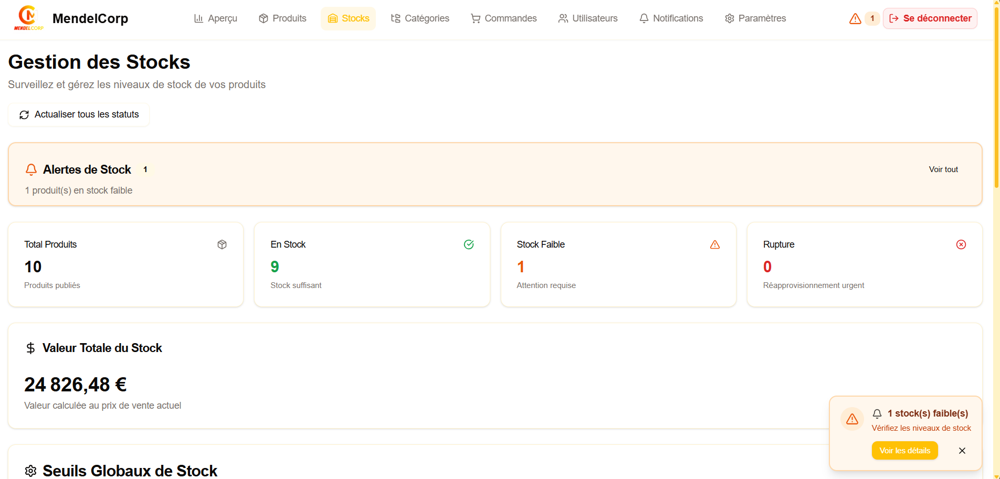 MENDELCORP
MendelCorp
Aperçu
Produits
Stocks
Catégories
Commandes
Utilisateurs
Notifications
Paramètres
1
Se déconnecter
Gestion des Stocks
Surveillez et gérez les niveaux de stock de vos produits
Actualiser tous les statuts
Alertes de Stock 1
Voir tout
1 produit(s) en stock faible
Total Produits
10
Produits publiés
En Stock
9
Stock suffisant
Stock Faible
1
Attention requise
Rupture
0
Réapprovisionnement urgent
Valeur Totale du Stock
24 826,48 €
Valeur calculée au prix de vente actuel
1 stock(s) faible(s)
Vérifiez les niveaux de stock
Voir les détails
Seuils Globaux de Stock